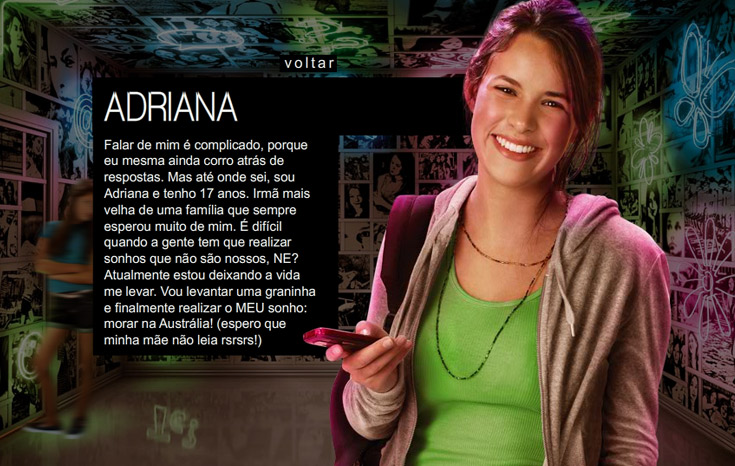 voltar
ADRIANA
Falar de mim é complicado, porque
eu mesma ainda corro atrás de
respostas. Mas até onde sei, sou
Adriana e tenho 17 anos. Irmã mais
velha de uma família que sempre
esperou muito de mim. É difícil
quando a gente tem que realizar
sonhos que não são nossos, NE?
Atualmente estou deixando a vida
me levar. Vou levantar uma graninha
e finalmente realizar o MEU sonho:
morar na Austrália! (espero que
minha mãe não leia rsrsrs!)